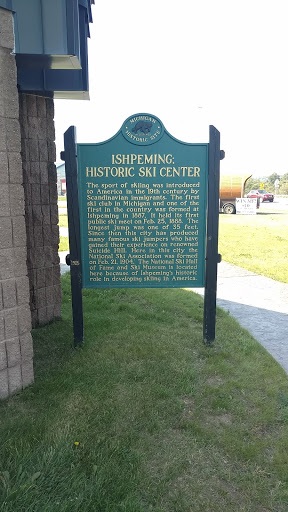 MICHIGAN
HISTORIC SITE
ISHPEMING:
HISTORIC SKI CENTER
The sport of skiing was introduced
to America in the 19th century by
Scandinavian immigrants. The first
ski club in Michigan and one of the
first in the country was formed at
Ishpeming in 1887. It held its first
public ski meet on Feb. 25, 1888. The
longest jump was one of 35 feet.
Since then this city has produced
many famous ski jumpers who have
gained their experience on renowned
Suicide Hill. Here in this city the
National Ski Association was formed
on Feb. 21, 1904. The National Ski Hall
of Fame and Ski Museum is located
here because of Ishpeming's historic
role in developing skiing in America.